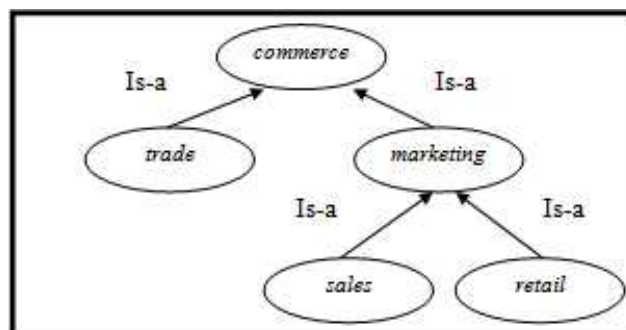 commerce
Is-a Is-a
trade marketing
Is-a Is-a
sales retail